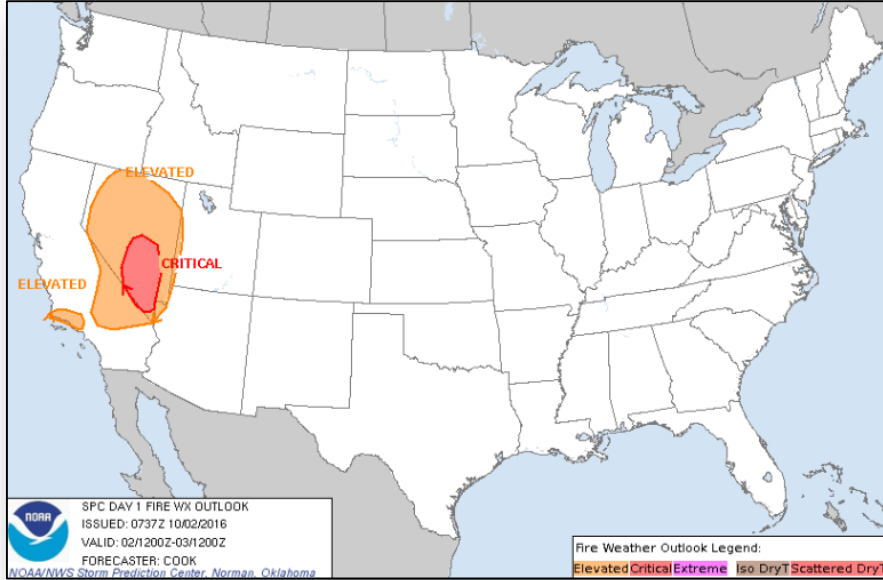 ELEVATED
CRITICAL
ELEVATED
NOAA
SPC DAY 1 FIRE WX OUTLOOK
ISSUED: 0737Z 10/02/2016
VALID: 02/1200Z-03/1200Z
FORECASTER: COOK
NOAA/NWS Storm Prediction Center, Norman, Oklahoma
Fire Weather Outlook Legend:
Elevated Critical Extreme Iso DryT Scattered DryT